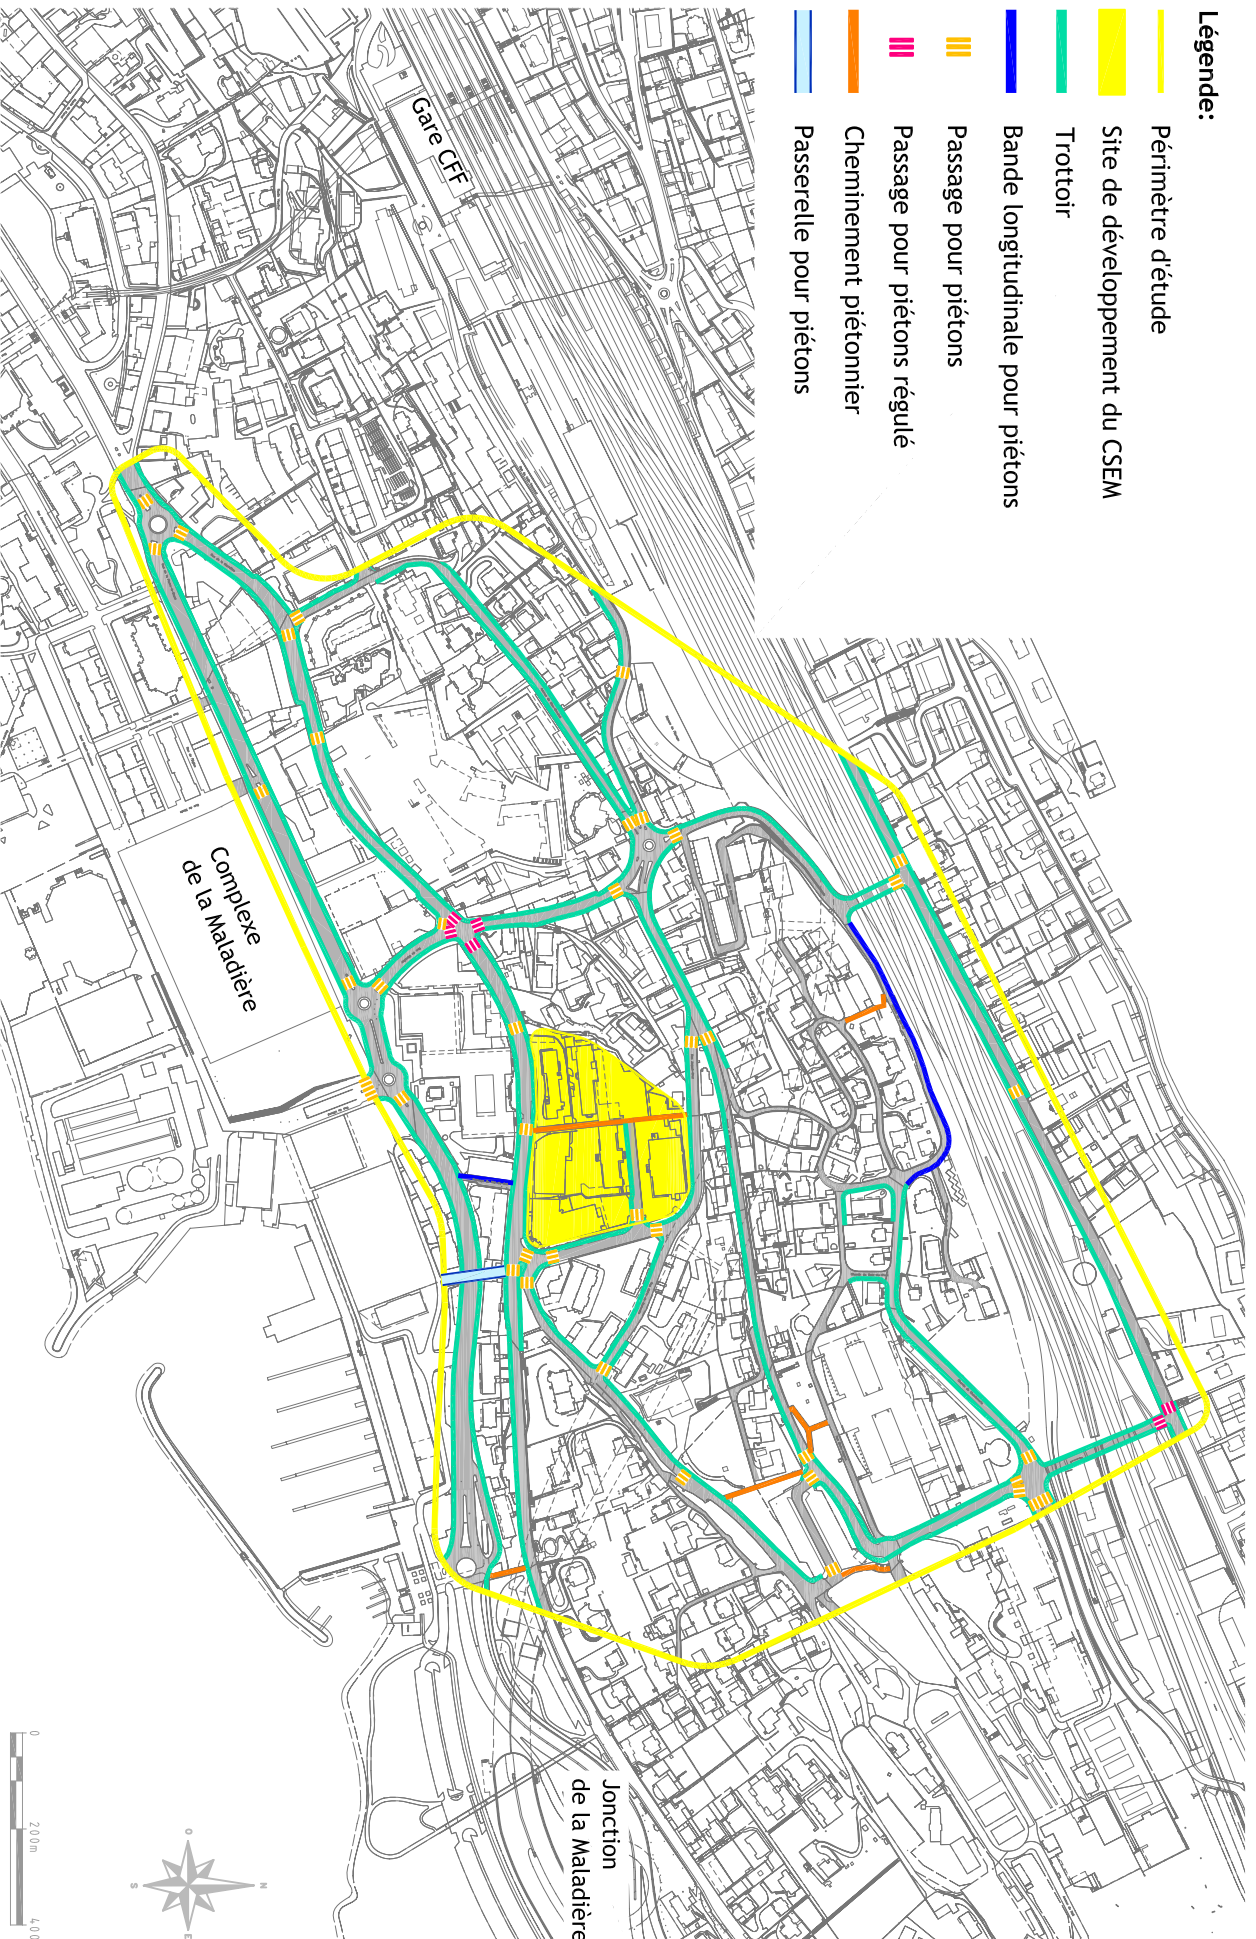 Légende:
Périmètre d'étude
Site de développement du CSEM
Trottoir
Bande longitudinale pour piétons
Passage pour piétons
Passage pour piétons régulé
Cheminement piétonnier
Passerelle pour piétons
Gare CFF
Complexe
de la Maladière
Jonction
de la Maladière
0
200m
400
N
O
E
S